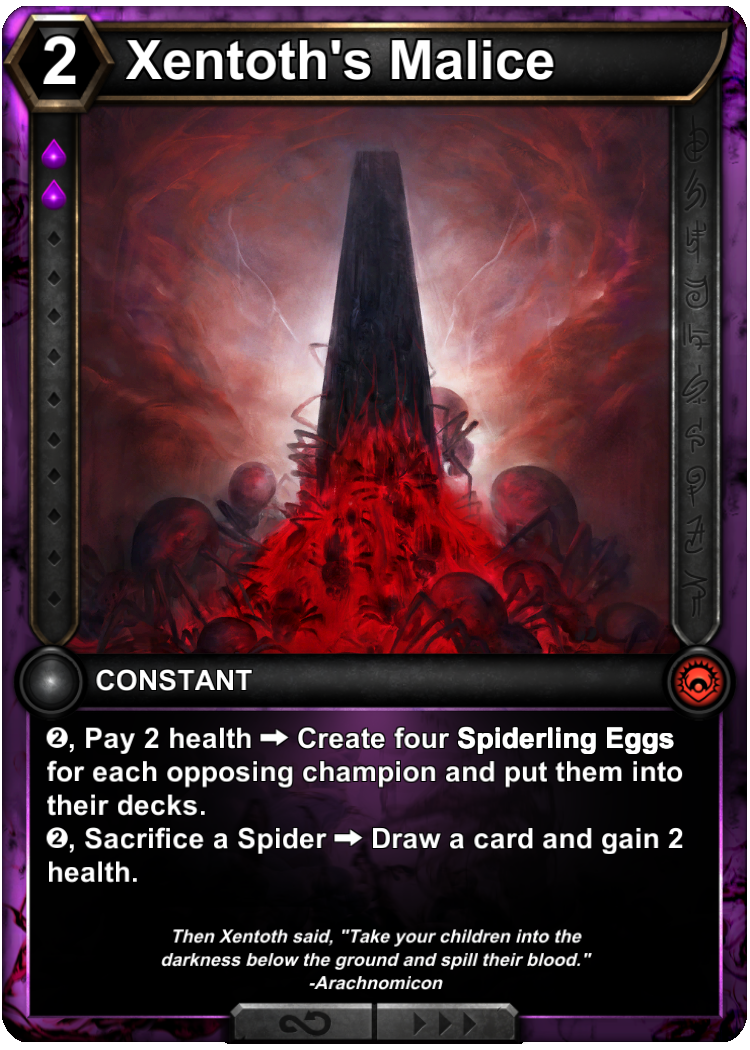 2 Xentoth's Malice
CONSTANT
❷, Pay 2 health ➡ Create four Spiderling Eggs
for each opposing champion and put them into
their decks.
❷, Sacrifice a Spider ➡ Draw a card and gain 2
health.
Then Xentoth said, "Take your children into the
darkness below the ground and spill their blood."
-Arachnomicon